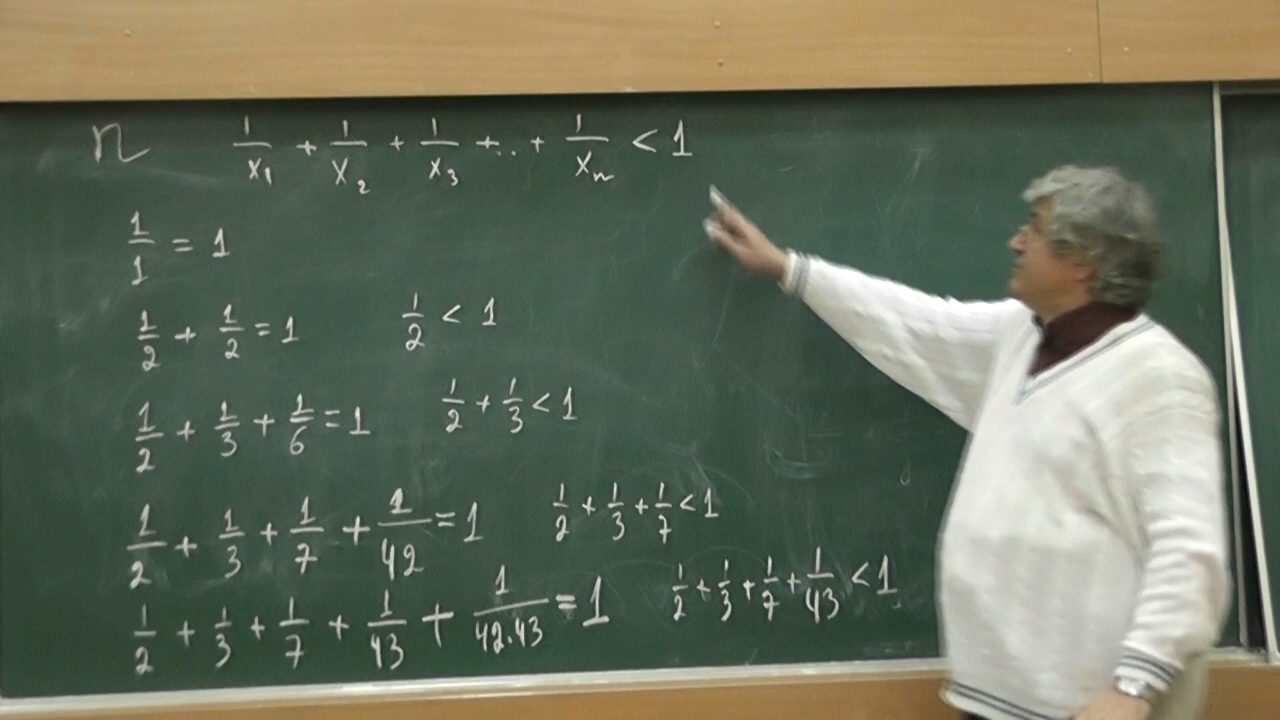 n 1/x₁ + 1/x₂ + 1/x₃ + .. + 1/xₙ < 1
1/1 = 1
1/2 + 1/2 = 1 1/2 < 1
1/2 + 1/3 + 1/6 = 1 1/2 + 1/3 < 1
1/2 + 1/3 + 1/7 + 1/42 = 1 1/2 + 1/3 + 1/7 < 1
1/2 + 1/3 + 1/7 + 1/43 + 1/42·43 = 1 1/2 + 1/3 + 1/7 + 1/43 < 1